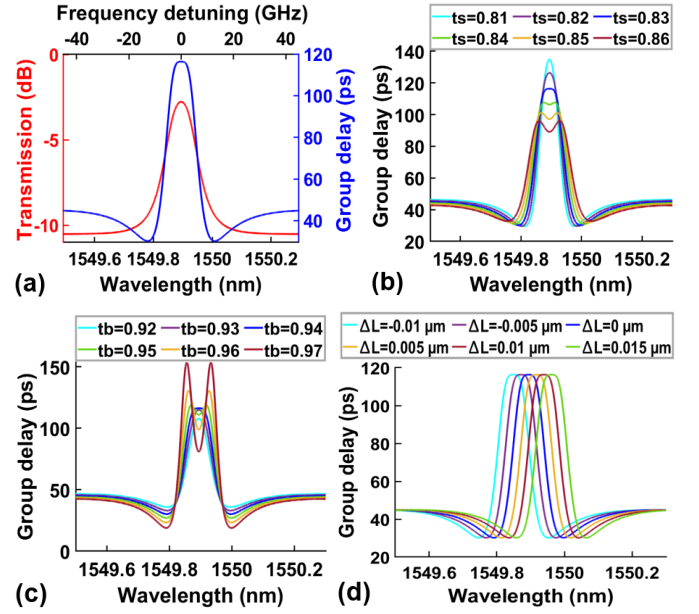 Frequency detuning (GHz)
-40 -20 0 20 40
0 -5 -10
Transmission (dB)
120 100 80 60 40
Group delay (ps)
1549.6 1549.8 1550 1550.2
Wavelength (nm)
(a)
ts=0.81 ts=0.82 ts=0.83
ts=0.84 ts=0.85 ts=0.86
140 120 100 80 60 40 20
Group delay (ps)
1549.6 1549.8 1550 1550.2
Wavelength (nm)
(b)
tb=0.92 tb=0.93 tb=0.94
tb=0.95 tb=0.96 tb=0.97
150 100 50 0
Group delay (ps)
1549.6 1549.8 1550 1550.2
Wavelength (nm)
(c)
ΔL=-0.01 μm ΔL=-0.005 μm ΔL=0 μm
ΔL=0.005 μm ΔL=0.01 μm ΔL=0.015 μm
120 100 80 60 40 20
Group delay (ps)
1549.6 1549.8 1550 1550.2
Wavelength (nm)
(d)